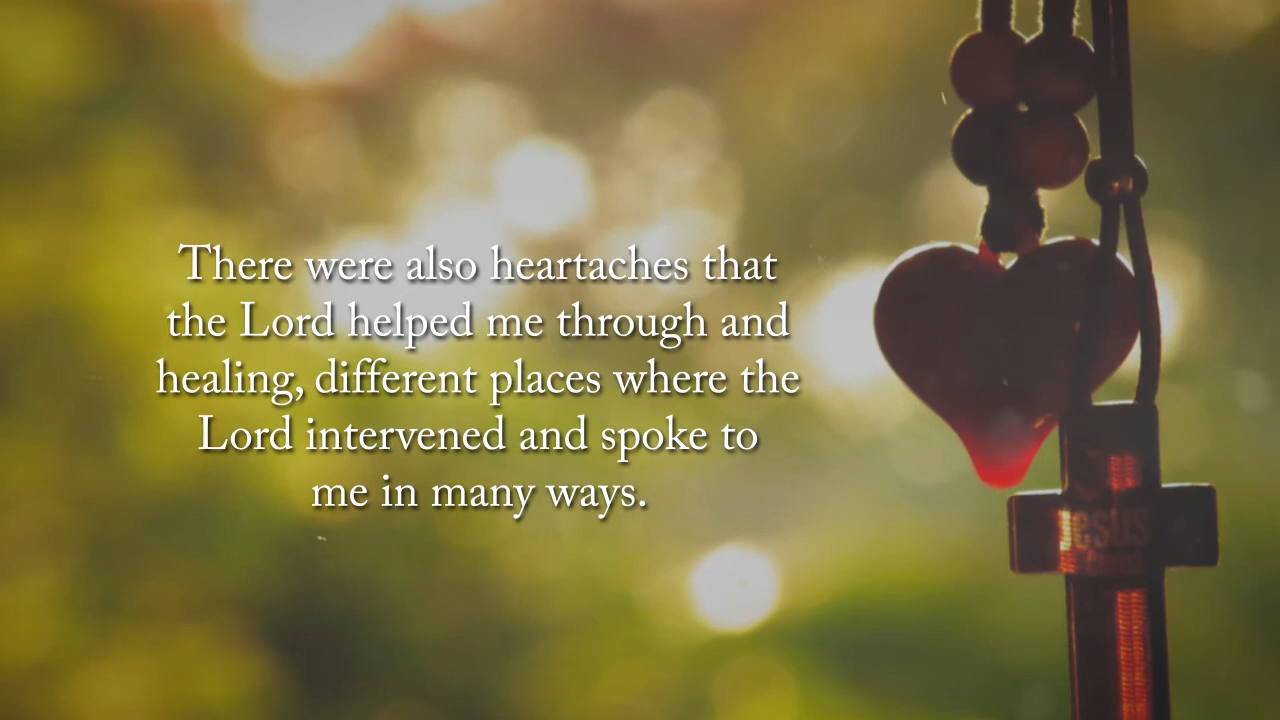 There were also heartaches that
the Lord helped me through and
healing, different places where the
Lord intervened and spoke to
me in many ways.
Jesus